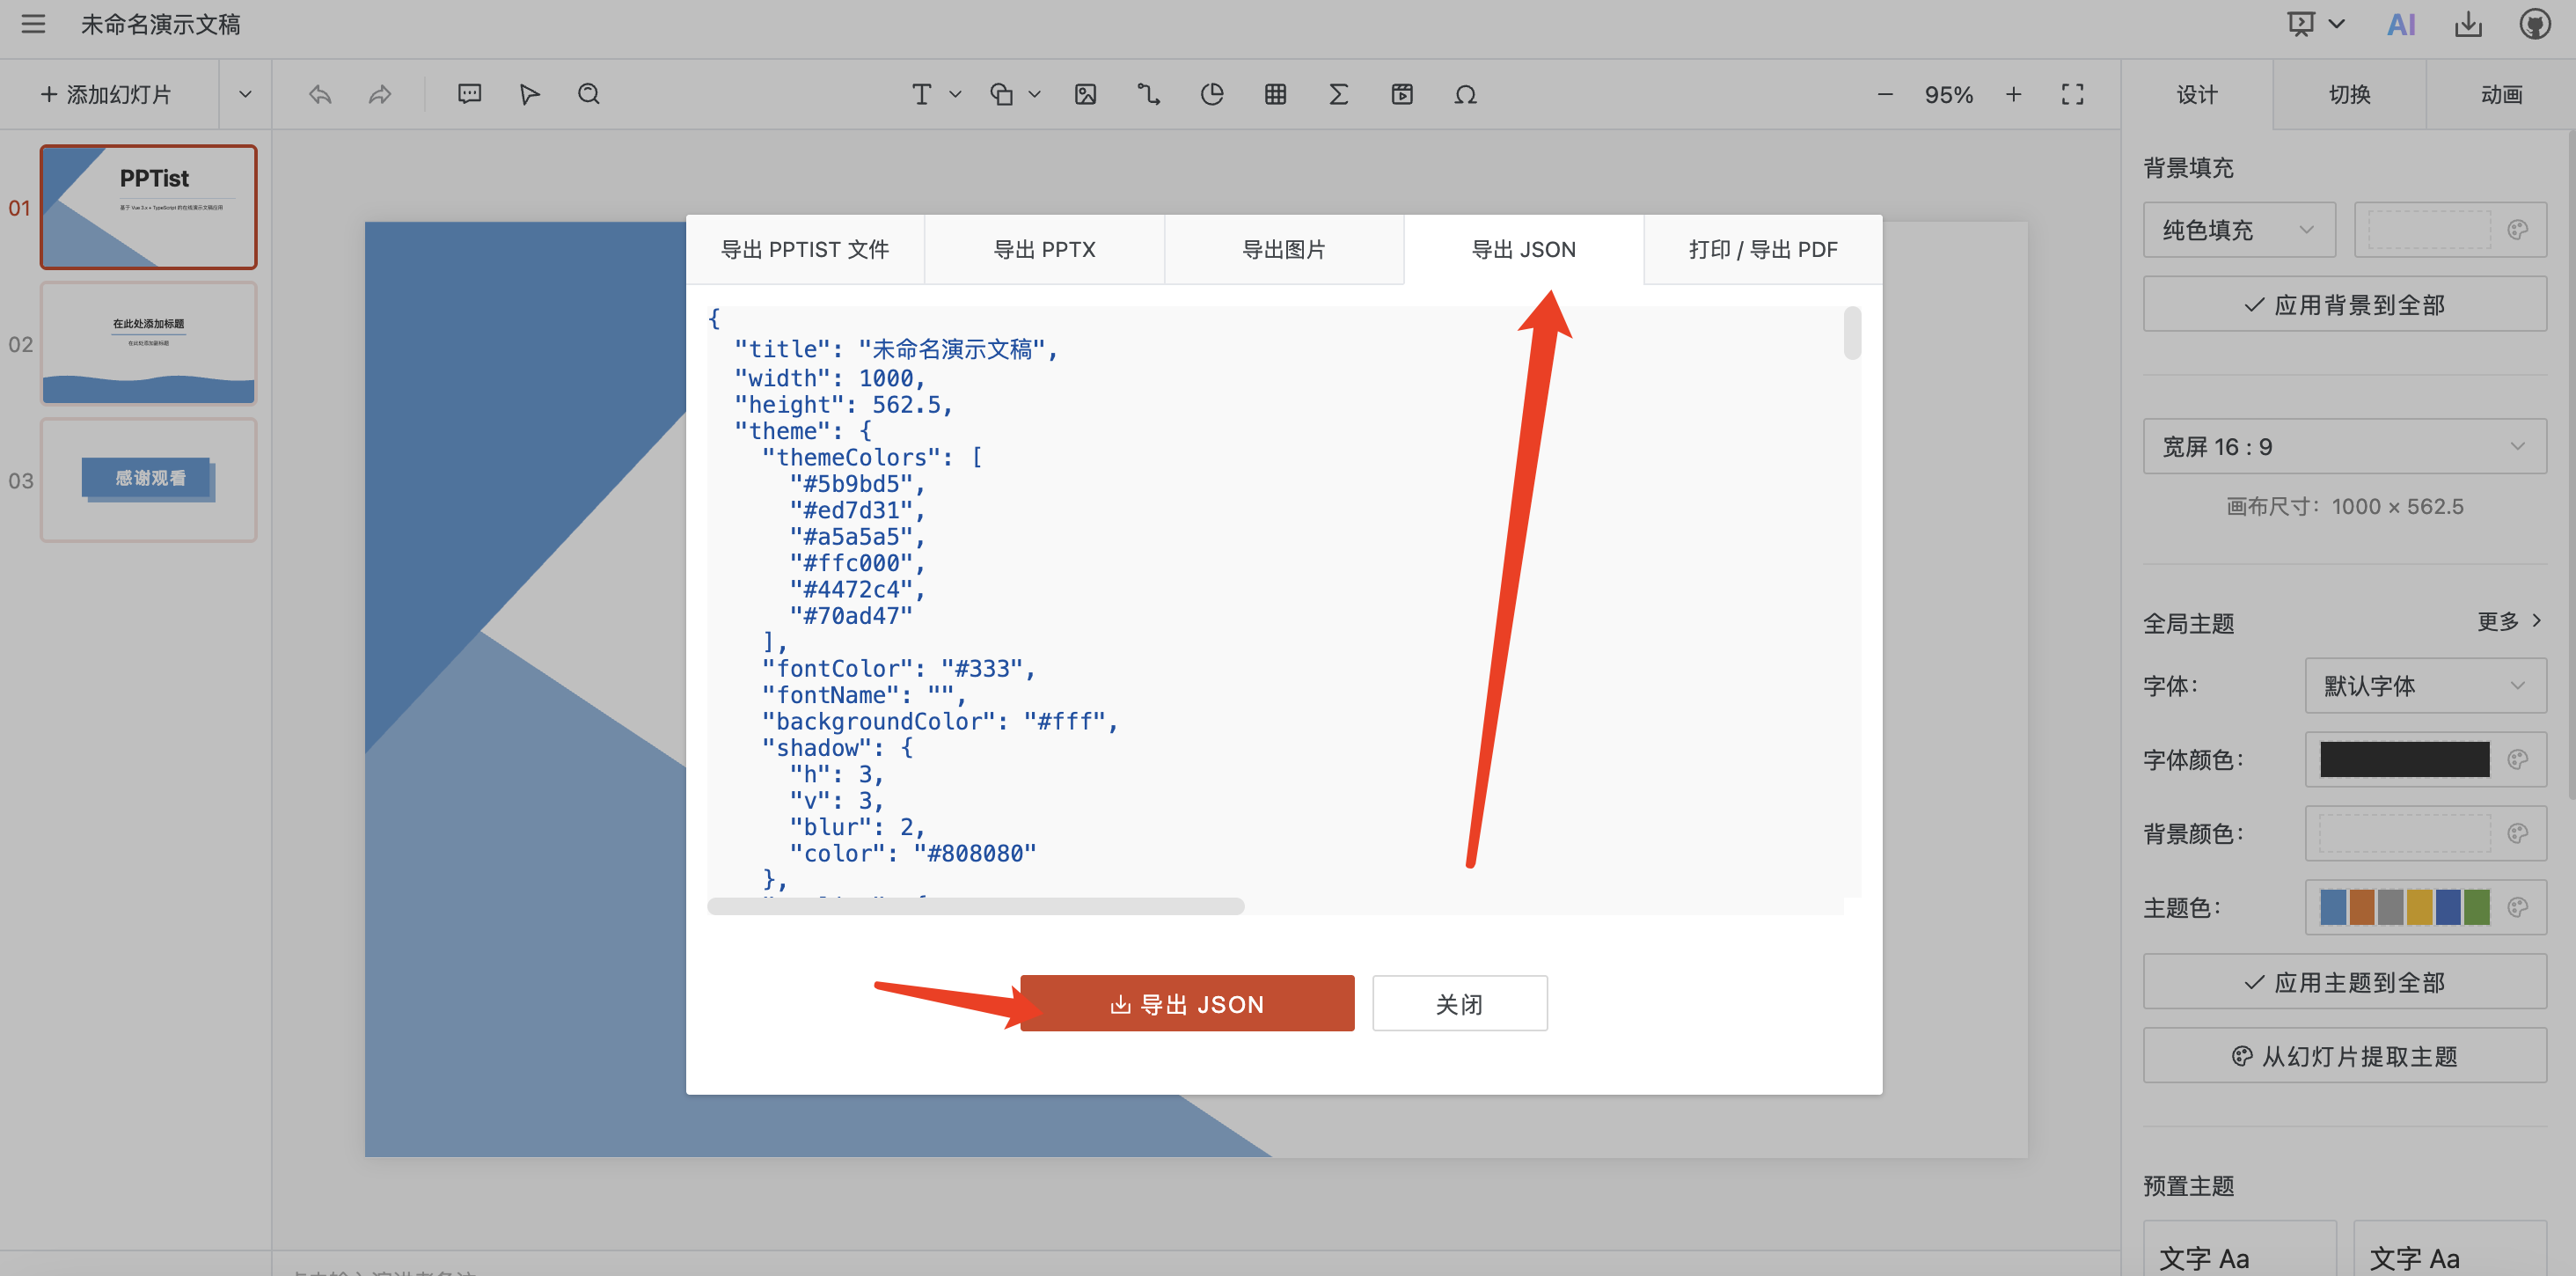 未命名演示文稿
AI
+ 添加幻灯片
95%
设计
切换
动画
01
PPTist
基于 Vue 3.x + TypeScript 的在线演示文稿应用
02
在此处添加标题
在此处添加副标题
03
感谢观看
导出 PPTIST 文件
导出 PPTX
导出图片
导出 JSON
打印 / 导出 PDF
{
"title": "未命名演示文稿",
"width": 1000,
"height": 562.5,
"theme": {
"themeColors": [
"#5b9bd5",
"#ed7d31",
"#a5a5a5",
"#ffc000",
"#4472c4",
"#70ad47"
],
"fontColor": "#333",
"fontName": "",
"backgroundColor": "#fff",
"shadow": {
"h": 3,
"v": 3,
"blur": 2,
"color": "#808080"
},
导出 JSON
关闭
背景填充
纯色填充
应用背景到全部
宽屏 16 : 9
画布尺寸：1000 × 562.5
全局主题
更多
字体：
默认字体
字体颜色：
背景颜色：
主题色：
应用主题到全部
从幻灯片提取主题
预置主题
文字 Aa
文字 Aa